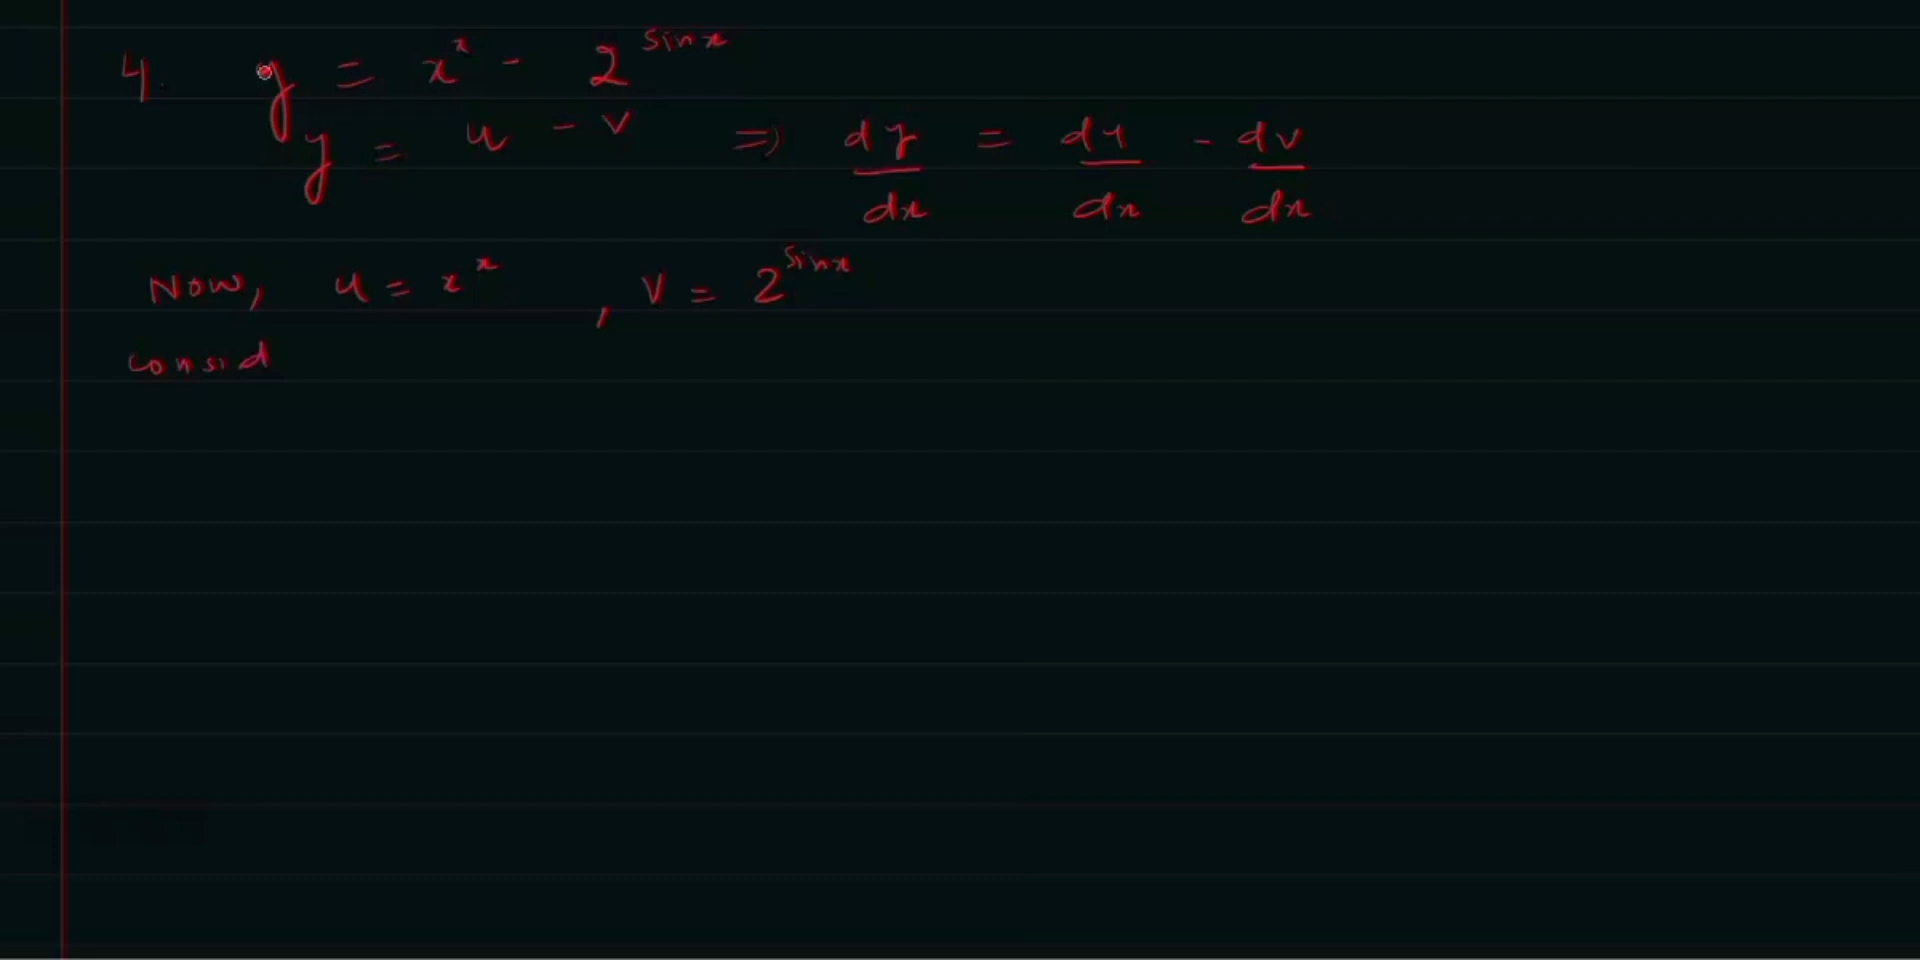 4. y = x^x - 2^sinx
y = u - v => dy/dx = du/dx - dv/dx
Now, u = x^x , v = 2^sinx
consid